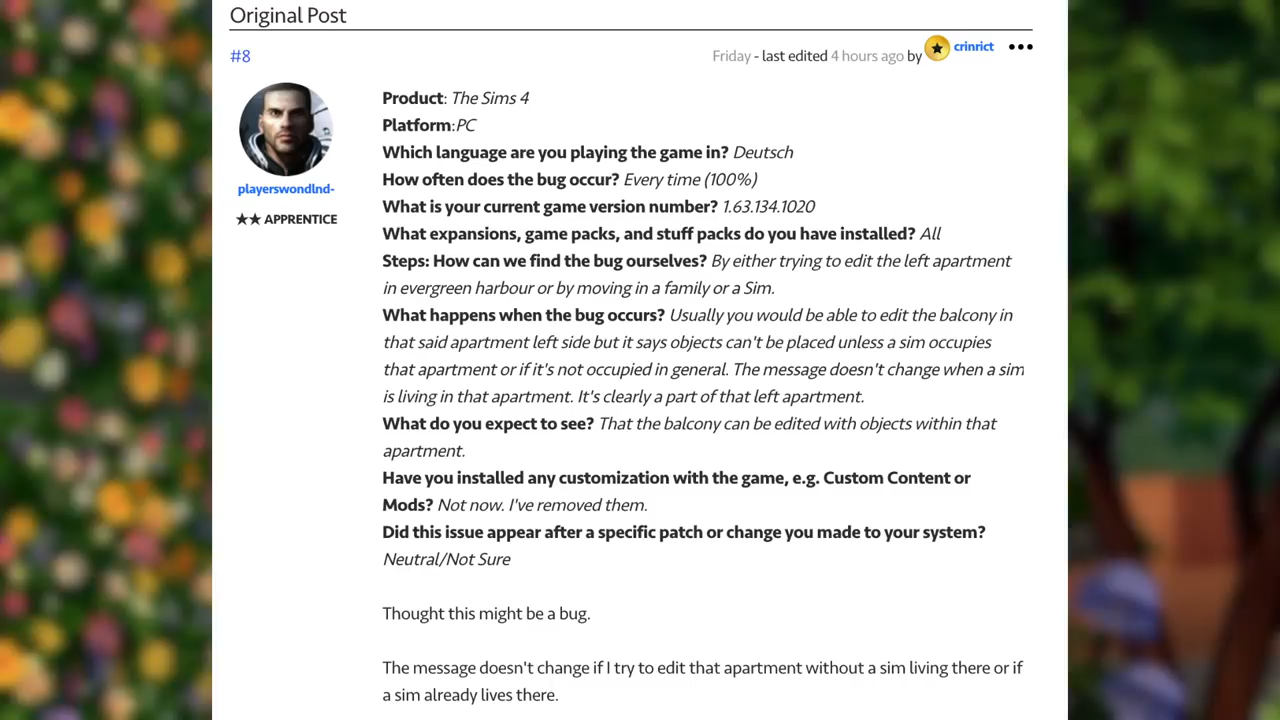 Original Post
#8
Friday - last edited 4 hours ago by crinrict •••
playerswondlnd-
★★ APPRENTICE
Product: The Sims 4
Platform:PC
Which language are you playing the game in? Deutsch
How often does the bug occur? Every time (100%)
What is your current game version number? 1.63.134.1020
What expansions, game packs, and stuff packs do you have installed? All
Steps: How can we find the bug ourselves? By either trying to edit the left apartment
in evergreen harbour or by moving in a family or a Sim.
What happens when the bug occurs? Usually you would be able to edit the balcony in
that said apartment left side but it says objects can't be placed unless a sim occupies
that apartment or if it's not occupied in general. The message doesn't change when a sim
is living in that apartment. It's clearly a part of that left apartment.
What do you expect to see? That the balcony can be edited with objects within that
apartment.
Have you installed any customization with the game, e.g. Custom Content or
Mods? Not now. I've removed them.
Did this issue appear after a specific patch or change you made to your system?
Neutral/Not Sure
Thought this might be a bug.
The message doesn't change if I try to edit that apartment without a sim living there or if
a sim already lives there.